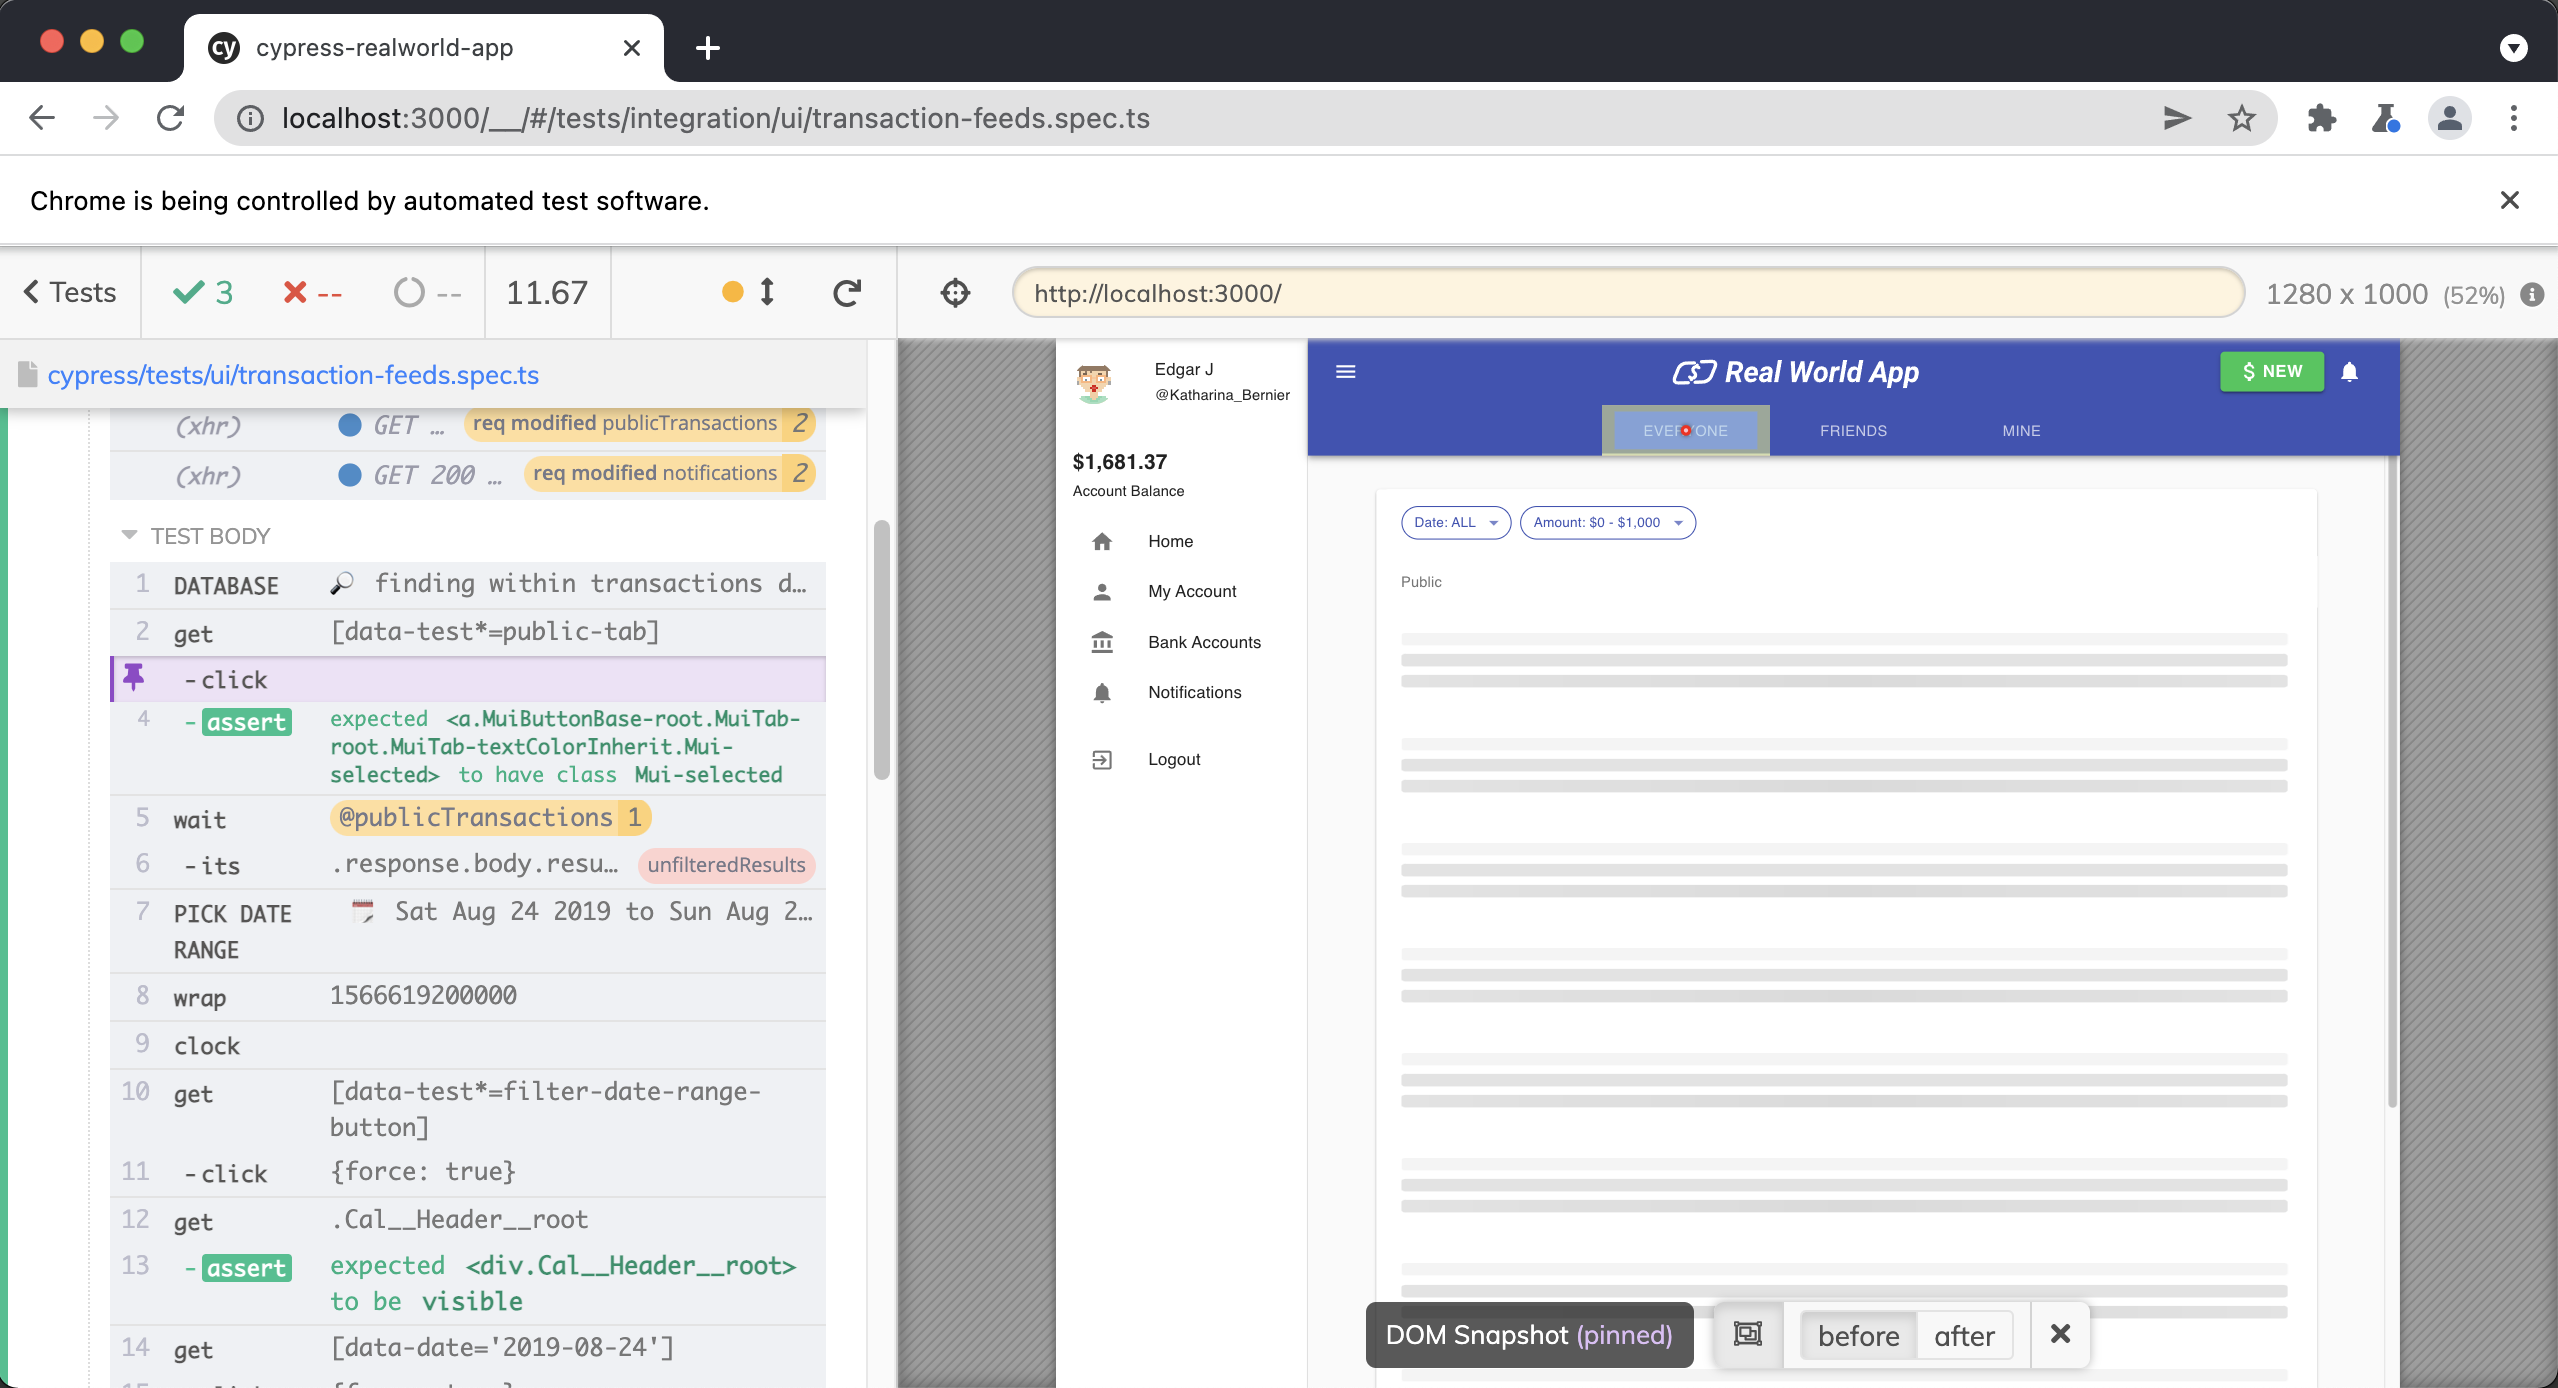 cy cypress-realworld-app
localhost:3000/__/#/tests/integration/ui/transaction-feeds.spec.ts
Chrome is being controlled by automated test software.
Tests 3 -- -- 11.67
http://localhost:3000/ 1280 x 1000 (52%)
cypress/tests/ui/transaction-feeds.spec.ts
(xhr) GET … req modified publicTransactions 2
(xhr) GET 200 … req modified notifications 2
TEST BODY
1 DATABASE finding within transactions d…
2 get [data-test*=public-tab]
-click
4 -assert expected <a.MuiButtonBase-root.MuiTab-
root.MuiTab-textColorInherit.Mui-
selected> to have class Mui-selected
5 wait @publicTransactions 1
6 -its .response.body.resu… unfilteredResults
7 PICK DATE RANGE Sat Aug 24 2019 to Sun Aug 2…
8 wrap 1566619200000
9 clock
10 get [data-test*=filter-date-range-
button]
11 -click {force: true}
12 get .Cal__Header__root
13 -assert expected <div.Cal__Header__root>
to be visible
14 get [data-date='2019-08-24']
Edgar J
@Katharina_Bernier
$1,681.37
Account Balance
Home
My Account
Bank Accounts
Notifications
Logout
Real World App
$ NEW
EVERYONE FRIENDS MINE
Date: ALL Amount: $0 - $1,000
Public
DOM Snapshot (pinned) before after